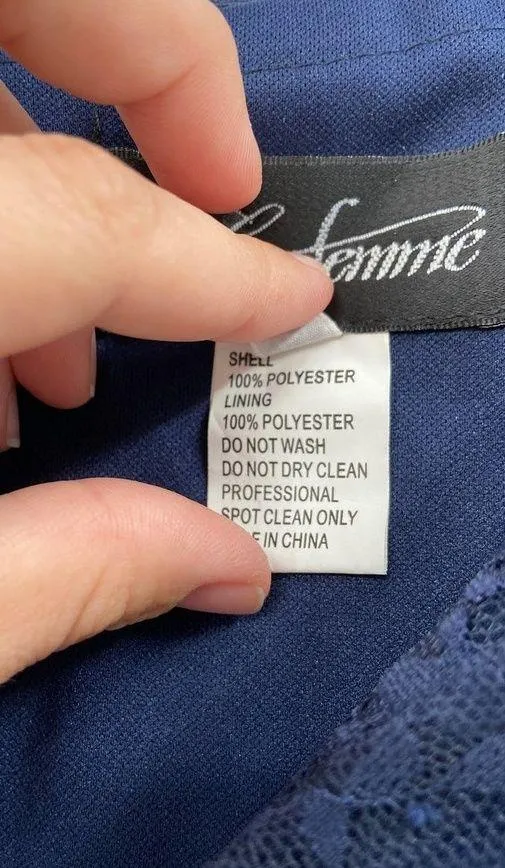 femme
SHELL
100% POLYESTER
LINING
100% POLYESTER
DO NOT WASH
DO NOT DRY CLEAN
PROFESSIONAL
SPOT CLEAN ONLY
E IN CHINA